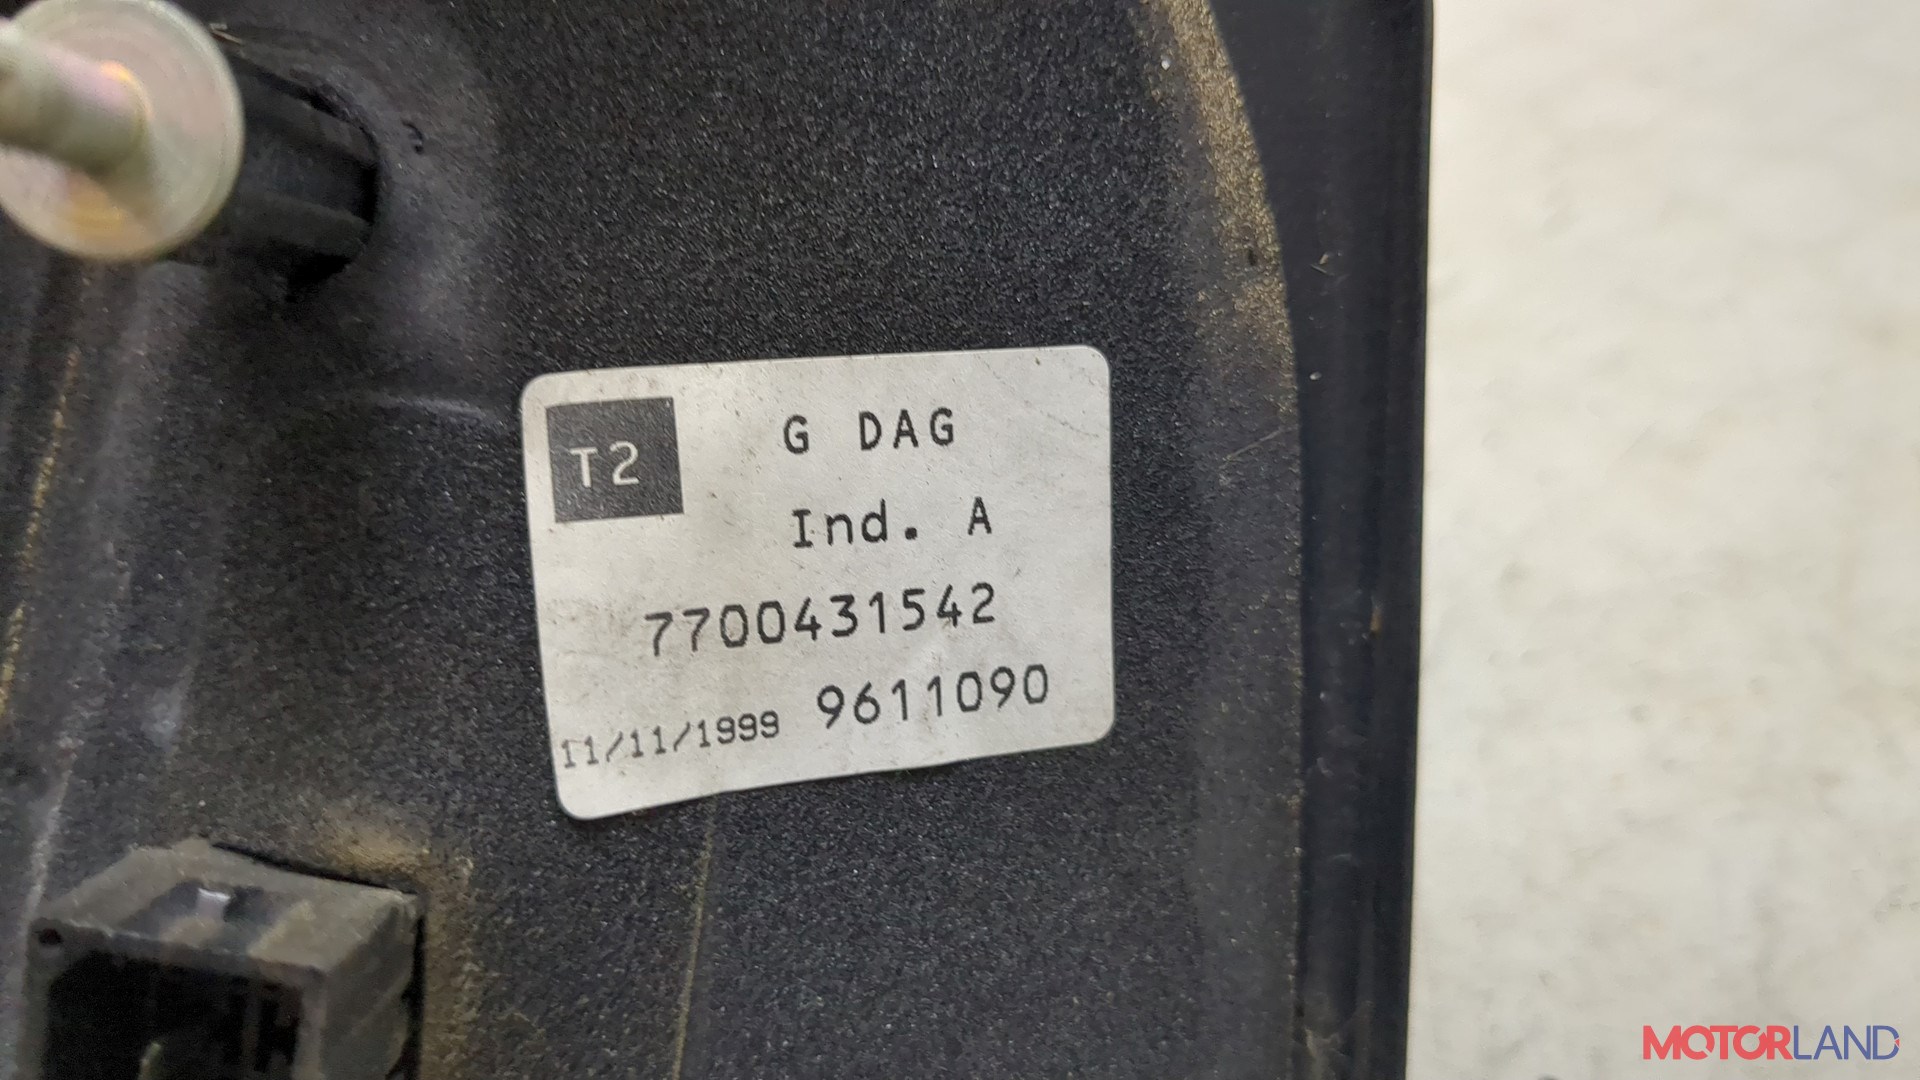 T2
G DAG
Ind. A
7700431542
11/11/1999 9611090
MOTORLAND